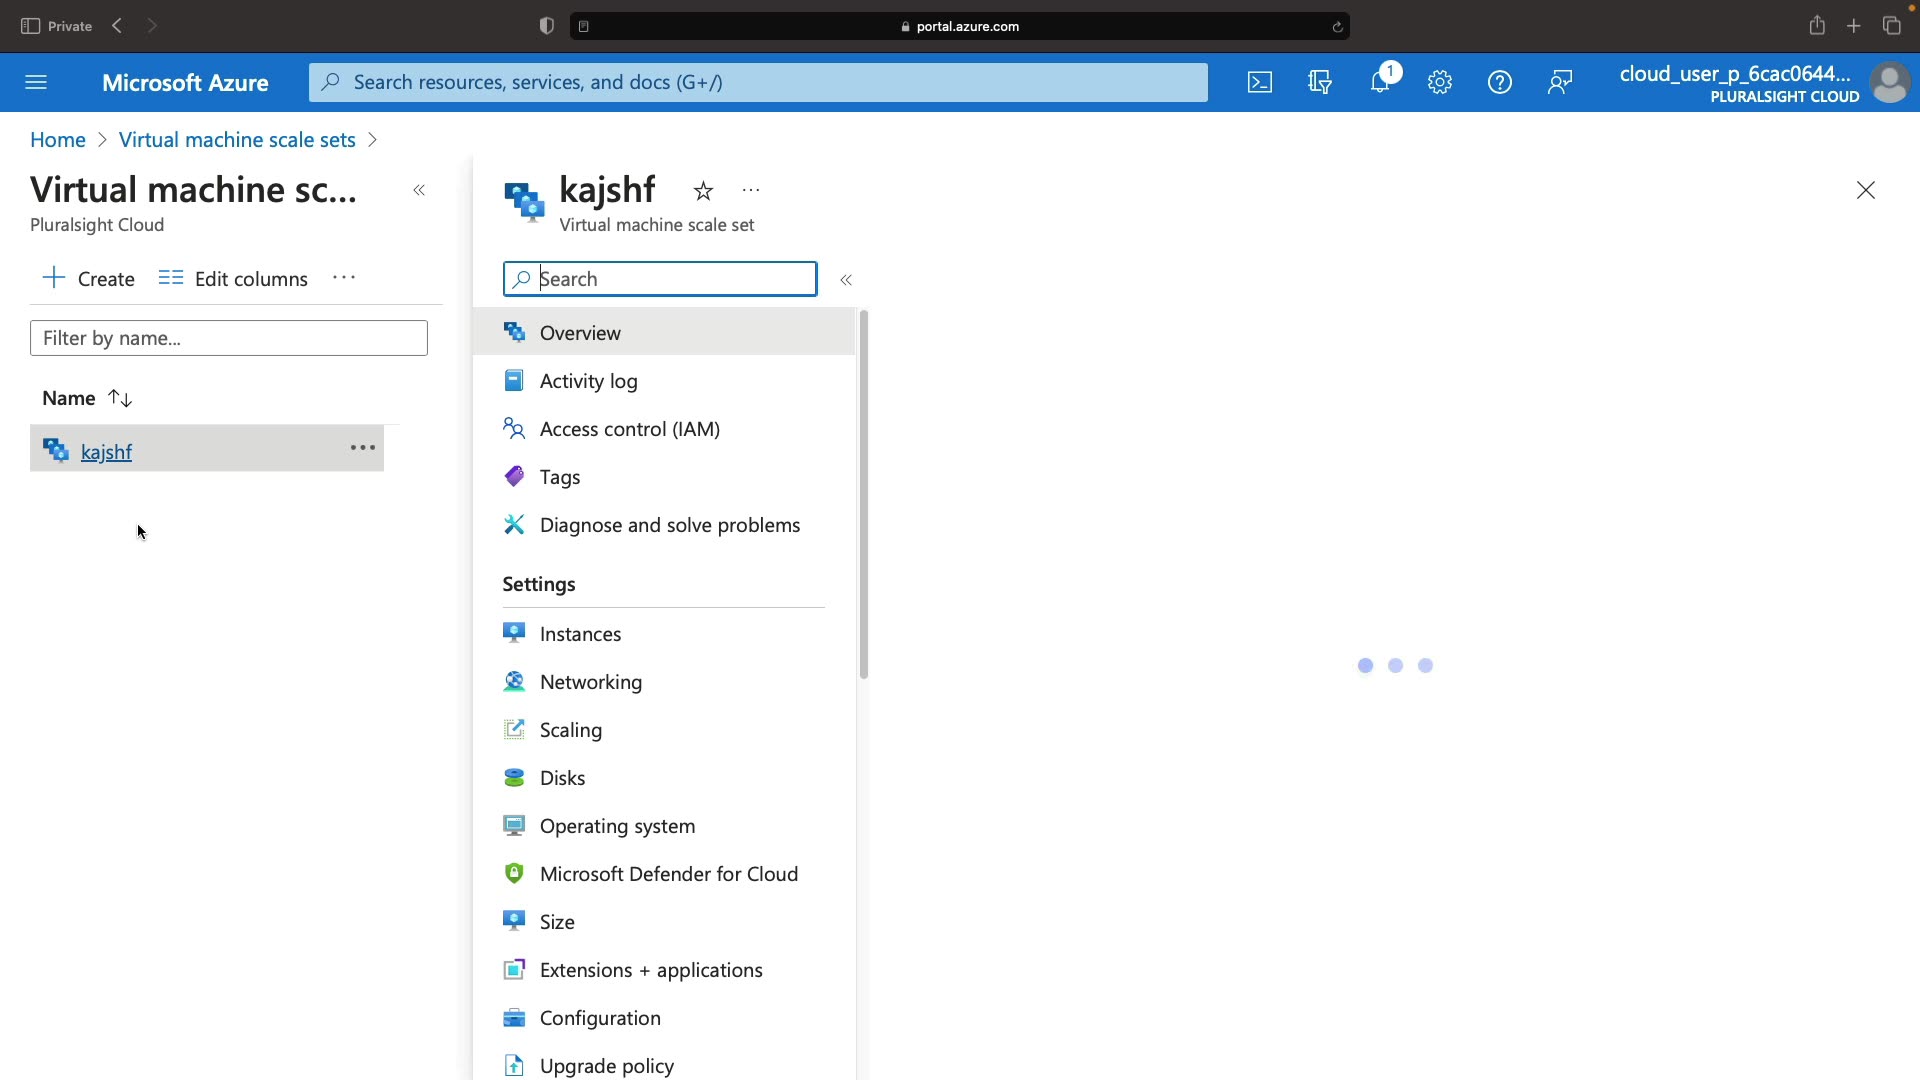 Private
portal.azure.com
Microsoft Azure
Search resources, services, and docs (G+/)
1
cloud_user_p_6cac0644...
PLURALSIGHT CLOUD
Home > Virtual machine scale sets >
Virtual machine sc...
Pluralsight Cloud
Create
Edit columns
Filter by name...
Name
kajshf
kajshf
Virtual machine scale set
Search
Overview
Activity log
Access control (IAM)
Tags
Diagnose and solve problems
Settings
Instances
Networking
Scaling
Disks
Operating system
Microsoft Defender for Cloud
Size
Extensions + applications
Configuration
Upgrade policy